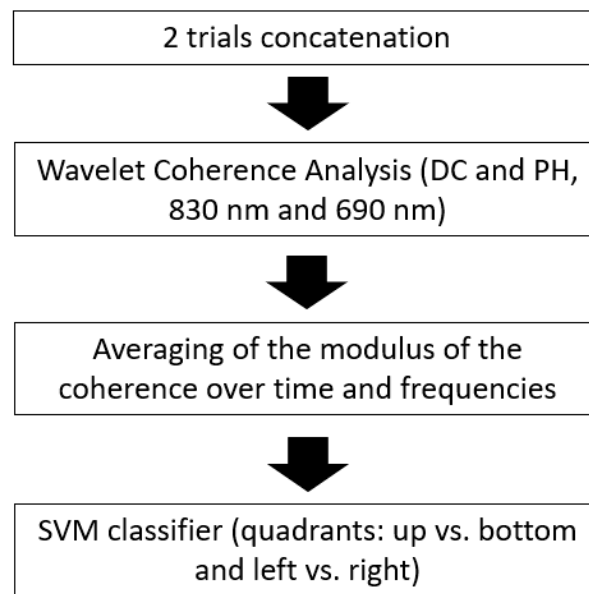 2 trials concatenation
Wavelet Coherence Analysis (DC and PH,
830 nm and 690 nm)
Averaging of the modulus of the
coherence over time and frequencies
SVM classifier (quadrants: up vs. bottom
and left vs. right)